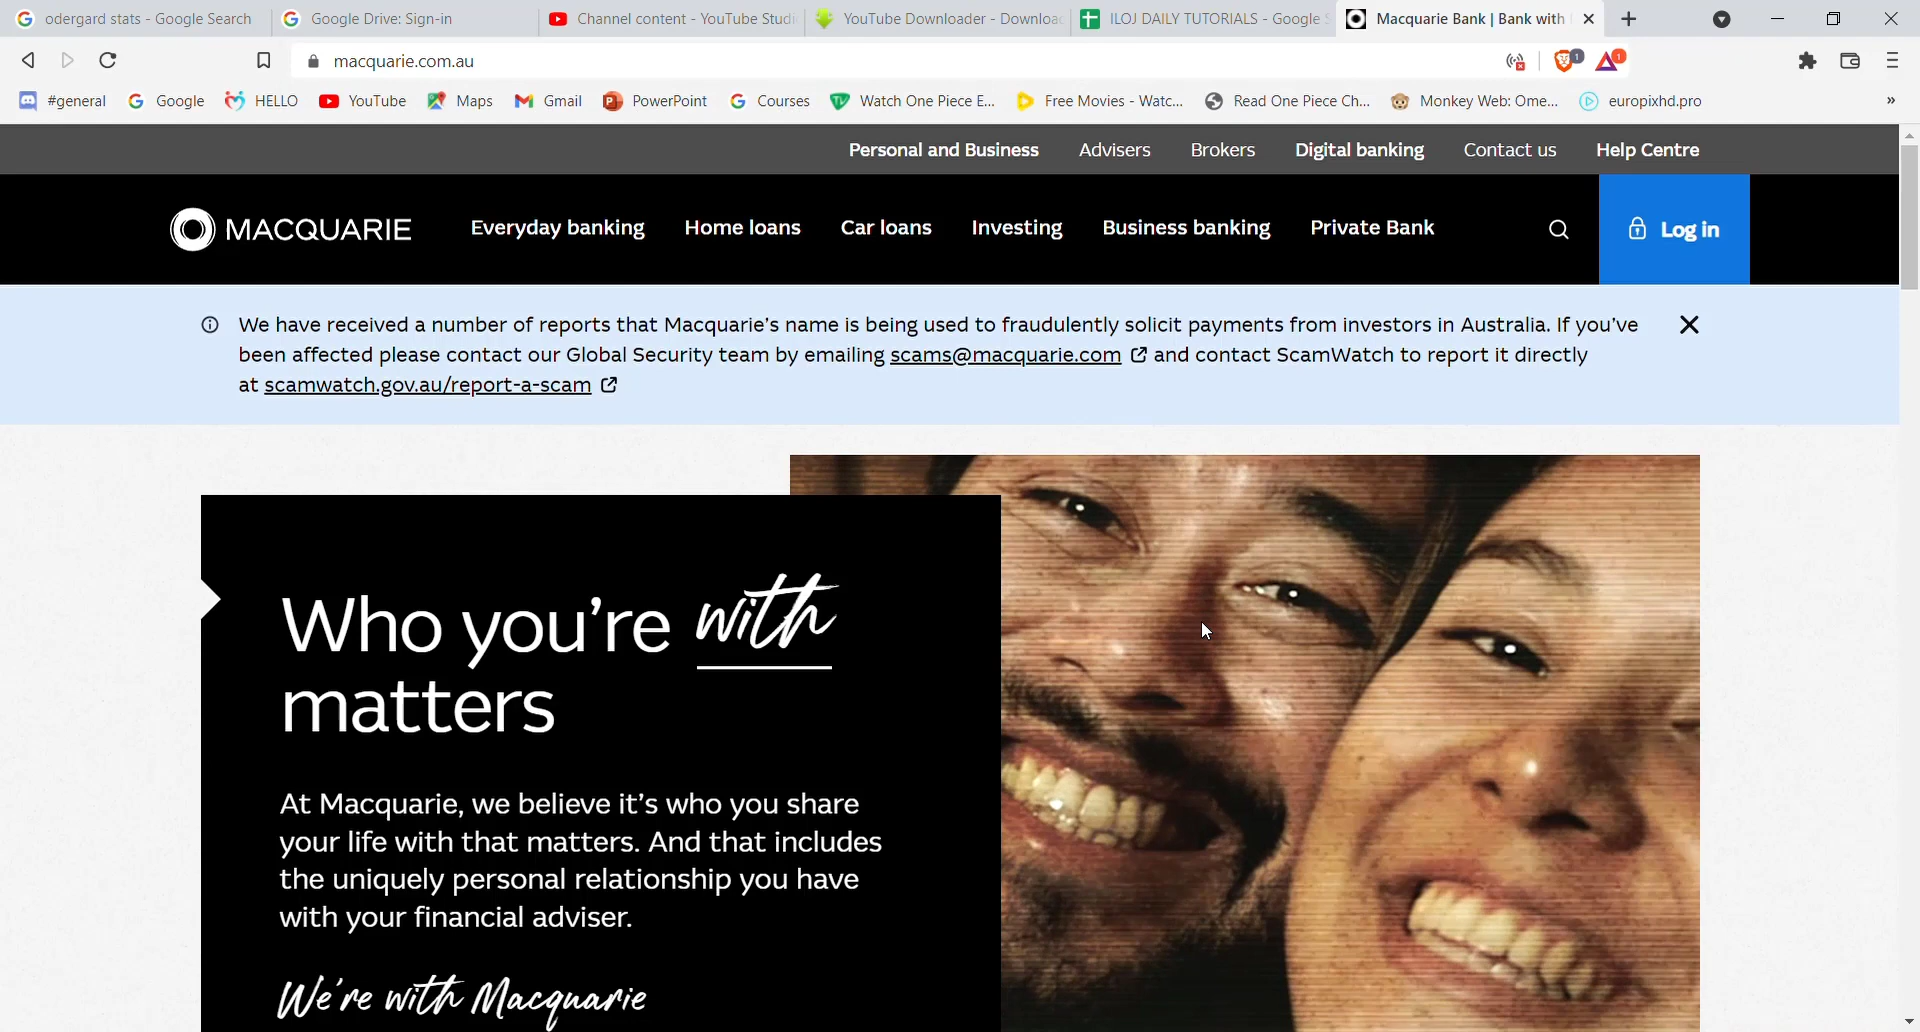 odergard stats - Google Search
Google Drive: Sign-in
Channel content - YouTube Studi
YouTube Downloader - Downloa
ILOJ DAILY TUTORIALS - Google S
Macquarie Bank | Bank with
macquarie.com.au
1
1
#general
Google
HELLO
YouTube
Maps
Gmail
PowerPoint
Courses
Watch One Piece E...
Free Movies - Watc...
Read One Piece Ch...
Monkey Web: Ome...
europixhd.pro
»
Personal and Business
Advisers
Brokers
Digital banking
Contact us
Help Centre
MACQUARIE
Everyday banking
Home loans
Car loans
Investing
Business banking
Private Bank
Log in
We have received a number of reports that Macquarie's name is being used to fraudulently solicit payments from investors in Australia. If you've
been affected please contact our Global Security team by emailing scams@macquarie.com and contact ScamWatch to report it directly
at scamwatch.gov.au/report-a-scam
Who you're with
matters
At Macquarie, we believe it's who you share
your life with that matters. And that includes
the uniquely personal relationship you have
with your financial adviser.
We're with Macquarie